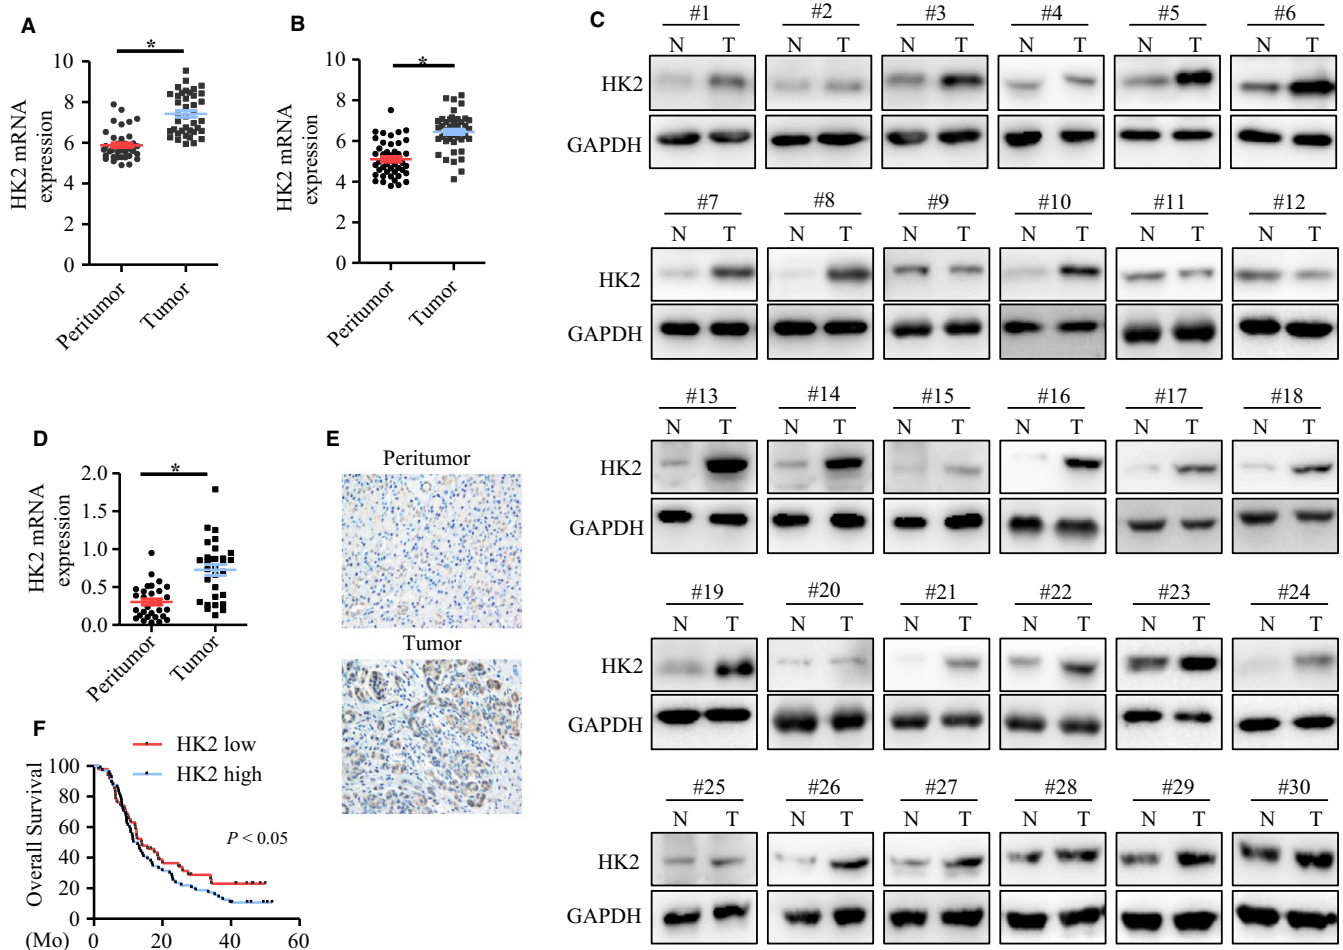 A
*
HK2 mRNA
expression
10
8
6
4
2
0
Peritumor
Tumor
B
*
HK2 mRNA
expression
10
8
6
4
2
0
Peritumor
Tumor
C
#1 #2 #3 #4 #5 #6
N T N T N T N T N T N T
HK2
GAPDH
#7 #8 #9 #10 #11 #12
N T N T N T N T N T N T
HK2
GAPDH
#13 #14 #15 #16 #17 #18
N T N T N T N T N T N T
HK2
GAPDH
#19 #20 #21 #22 #23 #24
N T N T N T N T N T N T
HK2
GAPDH
#25 #26 #27 #28 #29 #30
N T N T N T N T N T N T
HK2
GAPDH
D
*
HK2 mRNA
expression
2.0
1.5
1.0
0.5
0.0
Peritumor
Tumor
E
Peritumor
Tumor
F
HK2 low
HK2 high
Overall Survival
100
80
60
40
20
0
P < 0.05
(Mo) 0 20 40 60